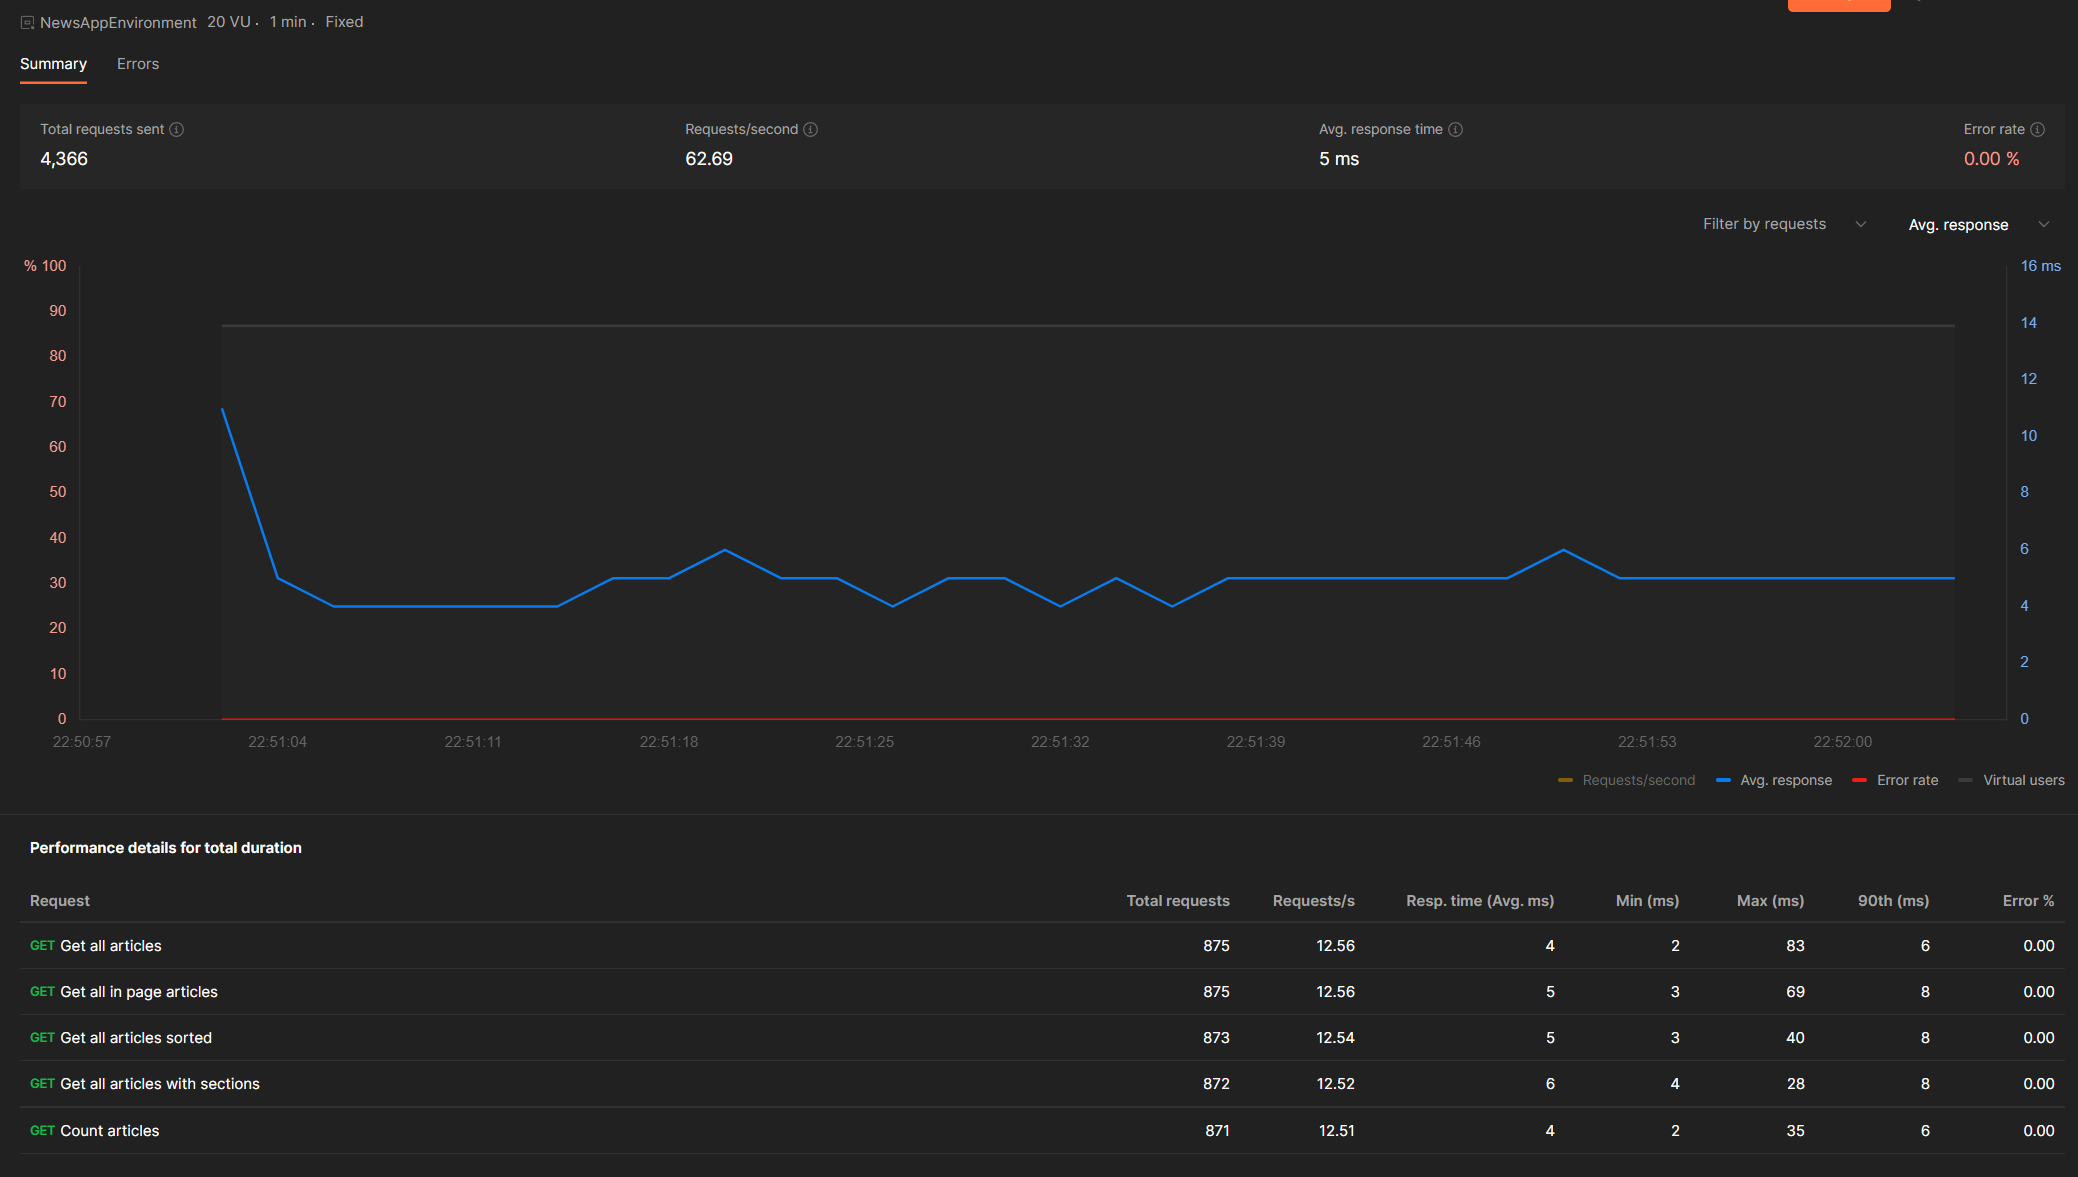 NewsAppEnvironment 20 VU · 1 min · Fixed
Summary Errors
Total requests sent Requests/second Avg. response time Error rate
4,366 62.69 5 ms 0.00 %
Filter by requests Avg. response
% 100 16 ms
90
14
80
12
70
60
10
50
8
40
6
30
20
4
10
2
0 0
22:50:57 22:51:04 22:51:11 22:51:18 22:51:25 22:51:32 22:51:39 22:51:46 22:51:53 22:52:00
Requests/second Avg. response Error rate Virtual users
Performance details for total duration
Request Total requests Requests/s Resp. time (Avg. ms) Min (ms) Max (ms) 90th (ms) Error %
GET Get all articles 875 12.56 4 2 83 6 0.00
GET Get all in page articles 875 12.56 5 3 69 8 0.00
GET Get all articles sorted 873 12.54 5 3 40 8 0.00
GET Get all articles with sections 872 12.52 6 4 28 8 0.00
GET Count articles 871 12.51 4 2 35 6 0.00